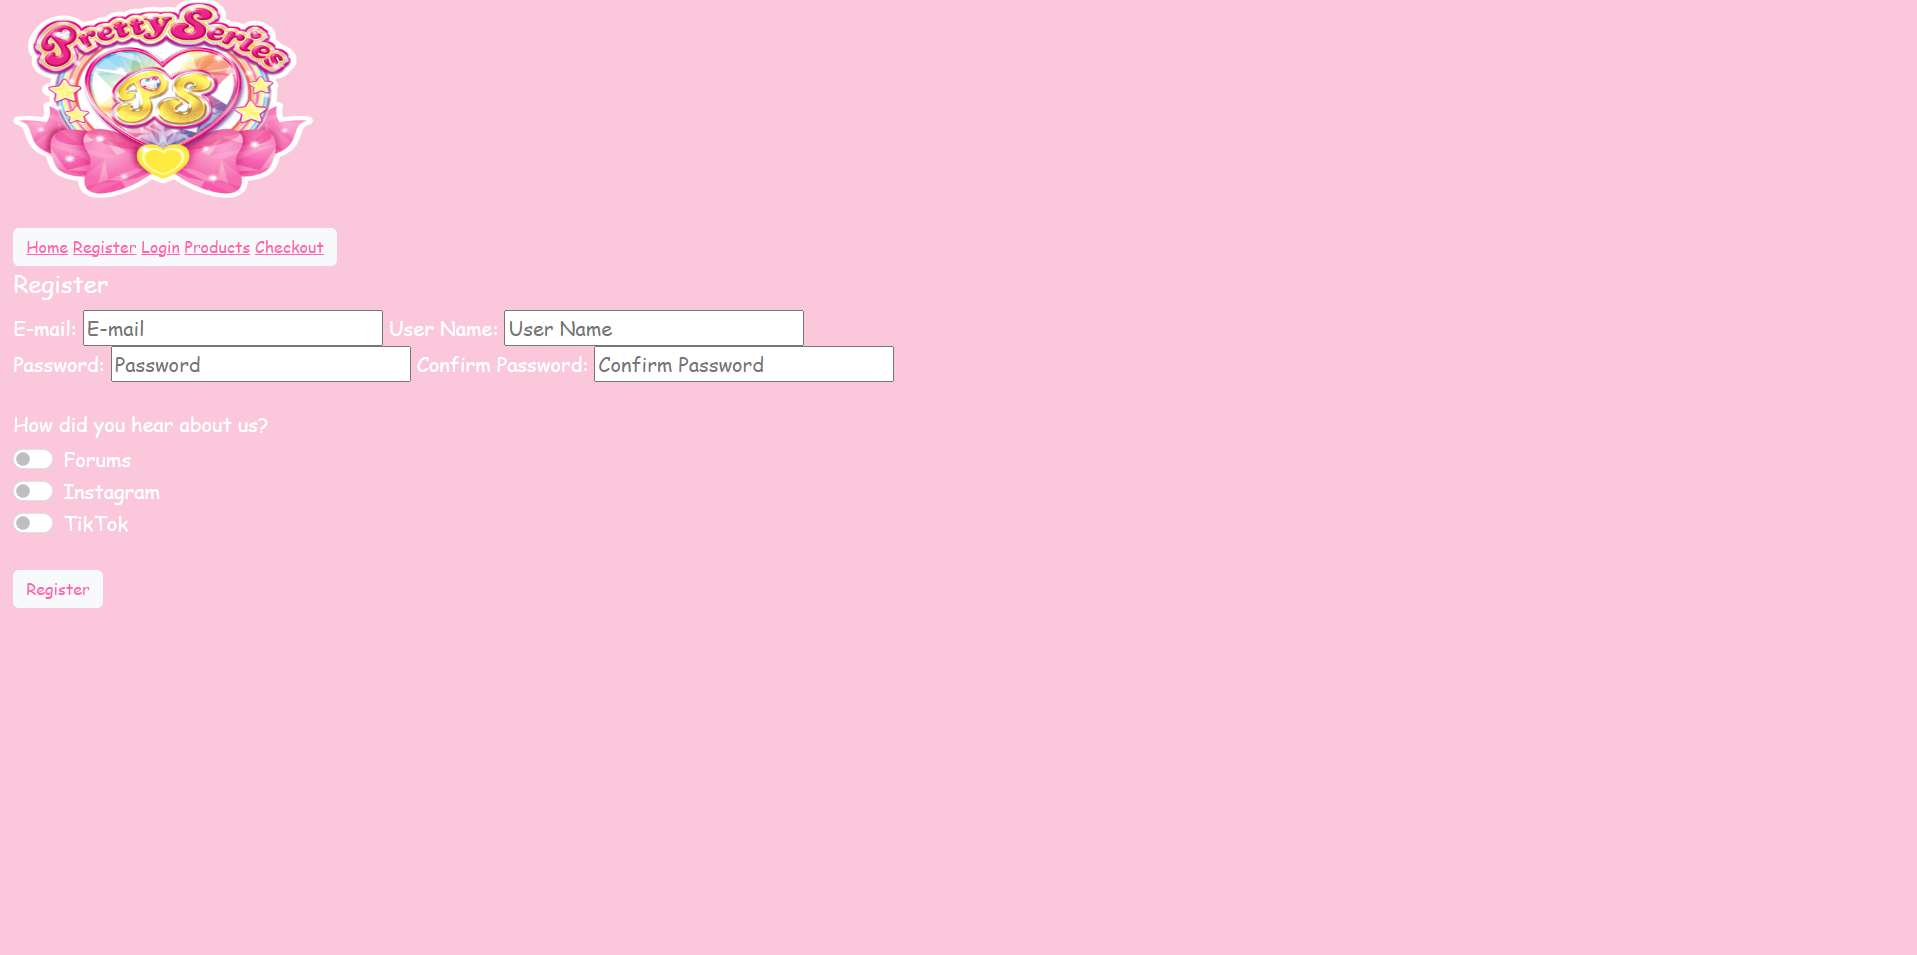 Pretty Series
PS
Home Register Login Products Checkout
Register
E-mail: E-mail User Name: User Name
Password: Password Confirm Password: Confirm Password
How did you hear about us?
Forums
Instagram
TikTok
Register